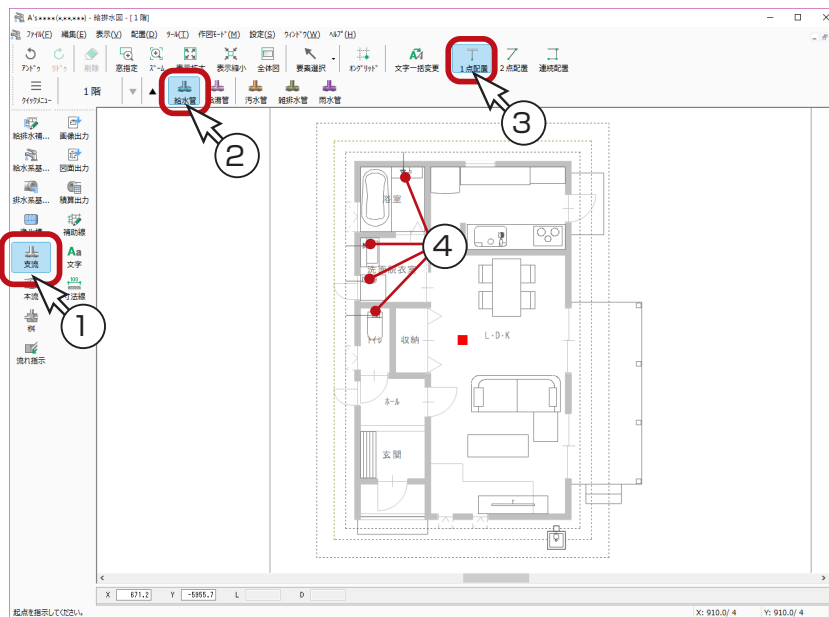 A's****(*.**.***) - 給排水図 - [1階]
ファイル(F) 編集(E) 表示(V) 配置(D) ツール(T) 作図モード(M) 設定(S) ウィンドウ(W) ヘルプ(H)
アンドゥ リドゥ 削除 窓指定 ズーム 表示拡大 表示縮小 全体図 要素選択 オングリッド 文字一括変更 1点配置 2点配置 連続配置
クイックメニュー 1階 ▼ ▲ 給水管 給湯管 汚水管 雑排水管 雨水管
③
②
給排水補... 画像出力
給水系基... 図面出力
排水系基... 積算出力
補助線
支流 文字
本流 寸法線
桝
流れ指示
①
浴室
④
洗面脱衣室
L・D・K
トイレ 収納
ホール
玄関
X 671.2 Y -5955.7 L D
起点を指示してください。 X: 910.0/ 4 Y: 910.0/ 4